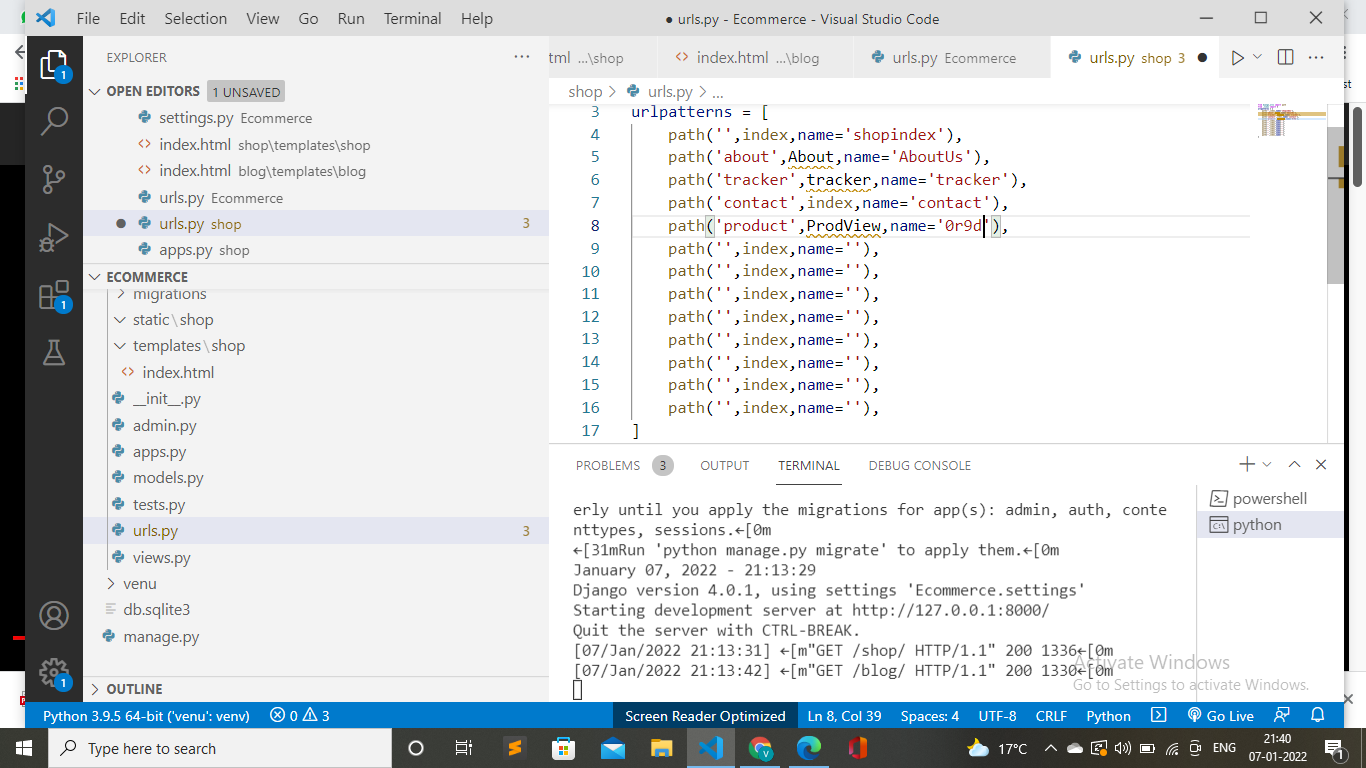 File Edit Selection View Go Run Terminal Help
● urls.py - Ecommerce - Visual Studio Code
EXPLORER ...
OPEN EDITORS 1 UNSAVED
settings.py Ecommerce
index.html shop\templates\shop
index.html blog\templates\blog
urls.py Ecommerce
urls.py shop 3
apps.py shop
ECOMMERCE
migrations
static\shop
templates\shop
index.html
__init__.py
admin.py
apps.py
models.py
tests.py
urls.py 3
views.py
venu
db.sqlite3
manage.py
OUTLINE
tml ...\shop
index.html ...\blog
urls.py Ecommerce
urls.py shop 3
shop > urls.py > ...
3 urlpatterns = [
4 path('',index,name='shopindex'),
5 path('about',About,name='AboutUs'),
6 path('tracker',tracker,name='tracker'),
7 path('contact',index,name='contact'),
8 path('product',ProdView,name='0r9d'),
9 path('',index,name=''),
10 path('',index,name=''),
11 path('',index,name=''),
12 path('',index,name=''),
13 path('',index,name=''),
14 path('',index,name=''),
15 path('',index,name=''),
16 path('',index,name=''),
17 ]
PROBLEMS 3 OUTPUT TERMINAL DEBUG CONSOLE
erly until you apply the migrations for app(s): admin, auth, conte
nttypes, sessions.←[0m
←[31mRun 'python manage.py migrate' to apply them.←[0m
January 07, 2022 - 21:13:29
Django version 4.0.1, using settings 'Ecommerce.settings'
Starting development server at http://127.0.0.1:8000/
Quit the server with CTRL-BREAK.
[07/Jan/2022 21:13:31] ←[m"GET /shop/ HTTP/1.1" 200 1336←[0m
[07/Jan/2022 21:13:42] ←[m"GET /blog/ HTTP/1.1" 200 1330←[0m
powershell
python
Activate Windows
Go to Settings to activate Windows.
1
1
1
Python 3.9.5 64-bit ('venu': venv) 0 3 Screen Reader Optimized Ln 8, Col 39 Spaces: 4 UTF-8 CRLF Python Go Live
Type here to search
17°C
ENG
21:40
07-01-2022
1